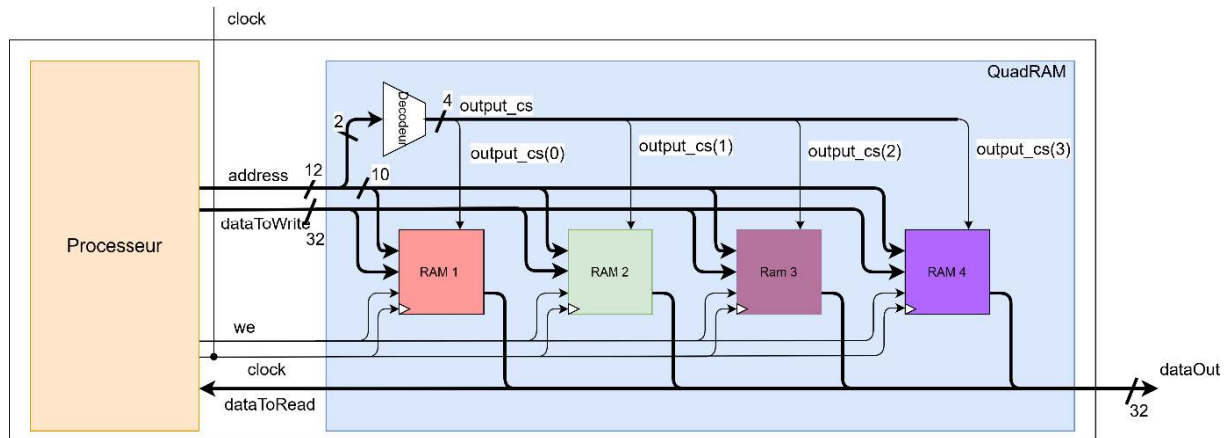 clock
QuadRAM
Decodeur
2
4
output_cs
output_cs(0)
output_cs(1)
output_cs(2)
output_cs(3)
address
12
10
dataToWrite
32
Processeur
RAM 1
RAM 2
Ram 3
RAM 4
we
clock
dataToRead
dataOut
32